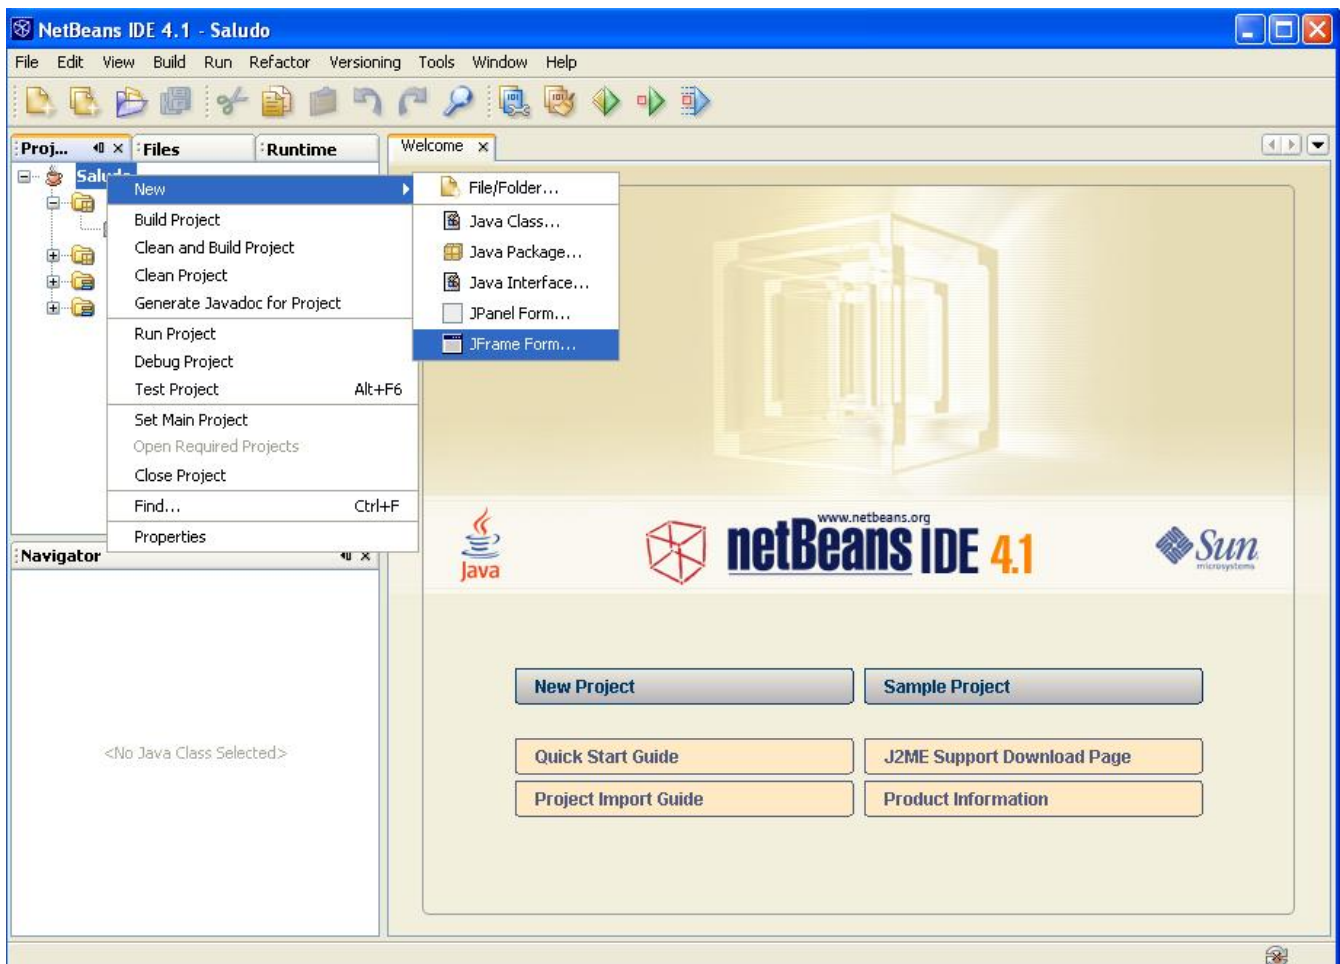 NetBeans IDE 4.1 - Saludo
File Edit View Build Run Refactor Versioning Tools Window Help
Proj... Files Runtime Welcome
New
Build Project
Clean and Build Project
Clean Project
Generate Javadoc for Project
Run Project
Debug Project
Test Project Alt+F6
Set Main Project
Open Required Projects
Close Project
Find... Ctrl+F
Properties
File/Folder...
Java Class...
Java Package...
Java Interface...
JPanel Form...
JFrame Form...
Navigator
<No Java Class Selected>
Java
www.netbeans.org
netBeans IDE 4.1
Sun
microsystems
New Project Sample Project
Quick Start Guide J2ME Support Download Page
Project Import Guide Product Information